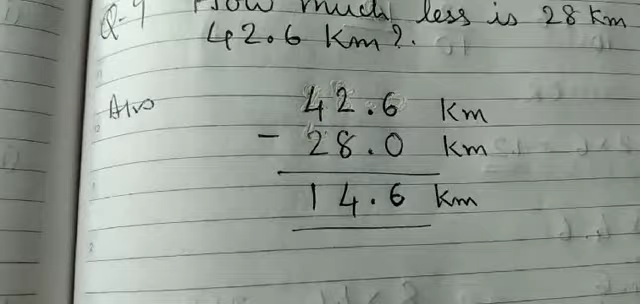 Q-9 How much less is 28 Km
42.6 Km?.
Ans
42.6 Km
- 28.0 Km
14.6 Km